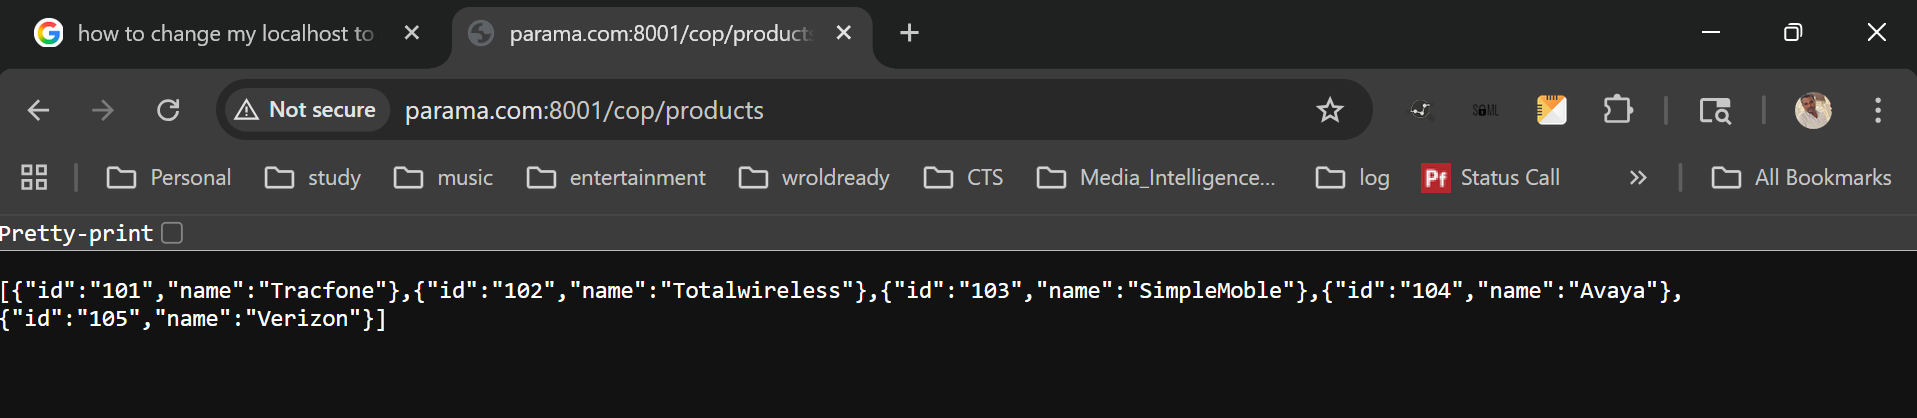 how to change my localhost to
parama.com:8001/cop/products
Not secure parama.com:8001/cop/products SAML
Personal study music entertainment wroldready CTS Media_Intelligence... log Pf Status Call » All Bookmarks
Pretty-print
[{"id":"101","name":"Tracfone"},{"id":"102","name":"Totalwireless"},{"id":"103","name":"SimpleMoble"},{"id":"104","name":"Avaya"},
{"id":"105","name":"Verizon"}]